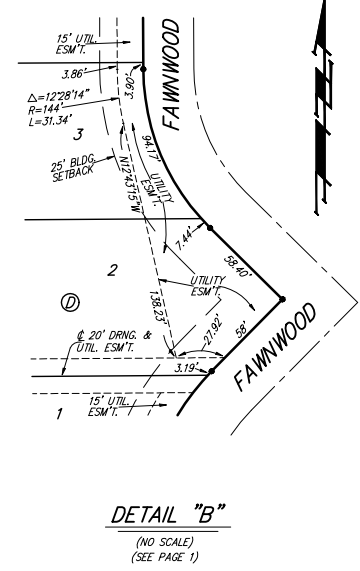 15' UTIL.
ESM'T.
FAWNWOOD
3.86'
3.90'
Δ=12°28'14"
R=144'
L=31.34'
3
94.17'
25' BLDG.
SETBACK
N12°43'15"W
UTILITY
ESM'T.
7.44'
58.40'
2
UTILITY
ESM'T.
138.23'
D
27.92'
58'
FAWNWOOD
℄ 20' DRNG. &
UTIL. ESM'T.
3.19'
1
15' UTIL.
ESM'T.
DETAIL "B"
(NO SCALE)
(SEE PAGE 1)